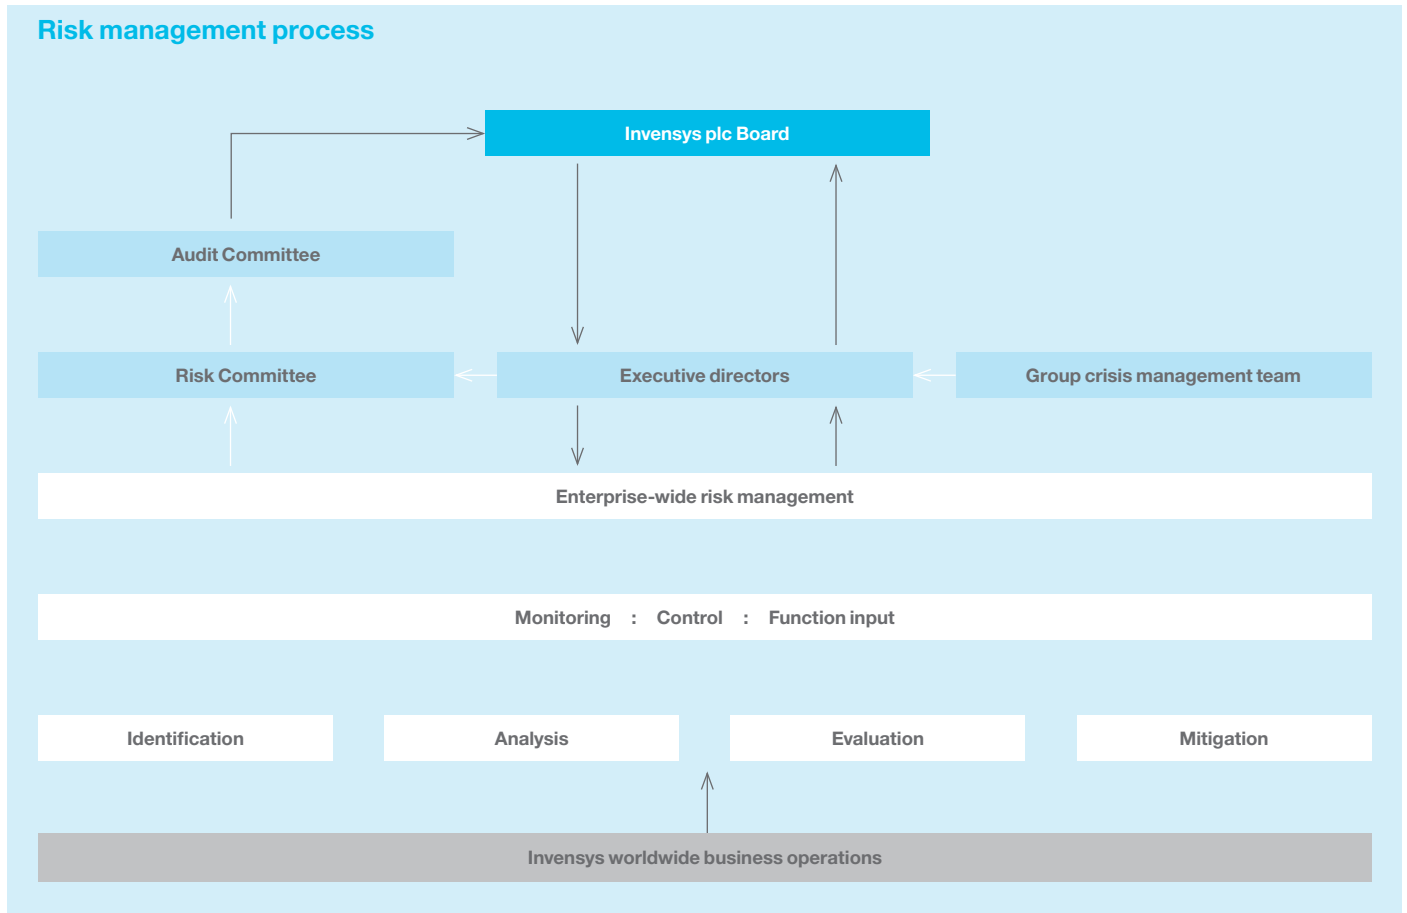 Risk management process
Invensys plc Board
Audit Committee
Risk Committee
Executive directors
Group crisis management team
Enterprise-wide risk management
Monitoring : Control : Function input
Identification
Analysis
Evaluation
Mitigation
Invensys worldwide business operations